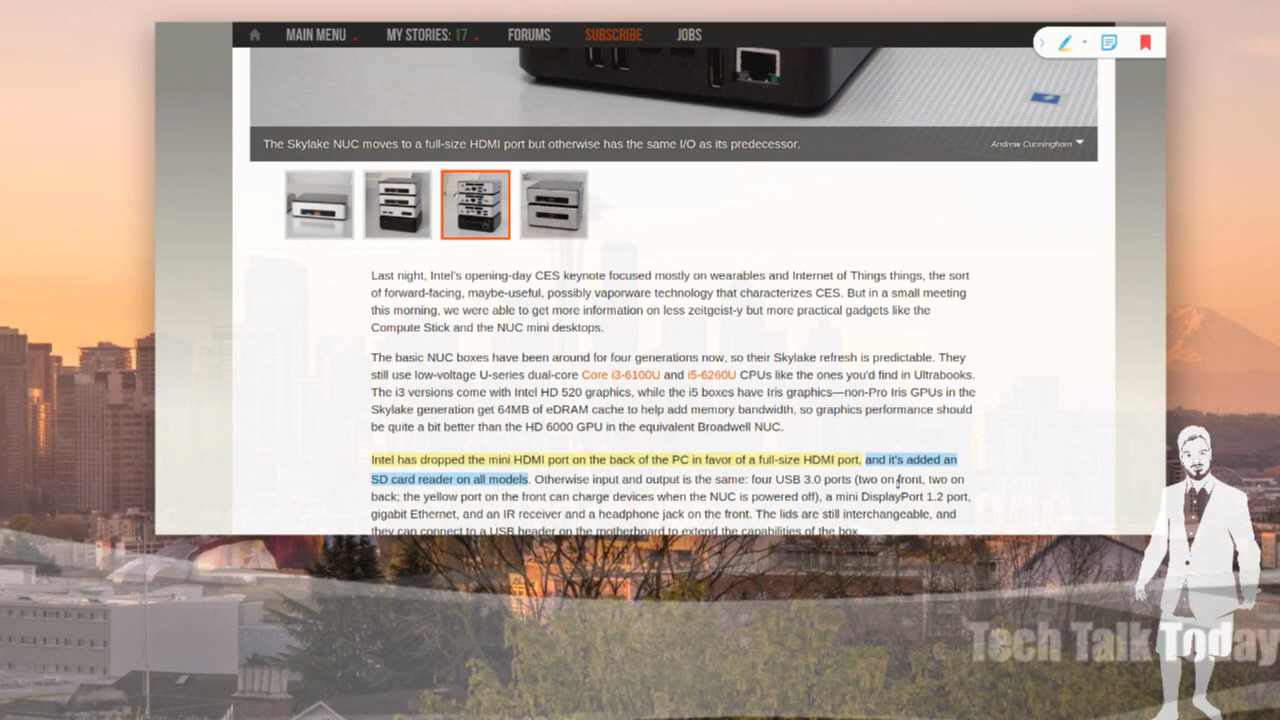 MAIN MENU
MY STORIES: 17
FORUMS
SUBSCRIBE
JOBS
The Skylake NUC moves to a full-size HDMI port but otherwise has the same I/O as its predecessor.
Andrew Cunningham
Last night, Intel's opening-day CES keynote focused mostly on wearables and Internet of Things things, the sort
of forward-facing, maybe-useful, possibly vaporware technology that characterizes CES. But in a small meeting
this morning, we were able to get more information on less zeitgeist-y but more practical gadgets like the
Compute Stick and the NUC mini desktops.
The basic NUC boxes have been around for four generations now, so their Skylake refresh is predictable. They
still use low-voltage U-series dual-core Core i3-6100U and i5-6260U CPUs like the ones you'd find in Ultrabooks.
The i3 versions come with Intel HD 520 graphics, while the i5 boxes have Iris graphics—non-Pro Iris GPUs in the
Skylake generation get 64MB of eDRAM cache to help add memory bandwidth, so graphics performance should
be quite a bit better than the HD 6000 GPU in the equivalent Broadwell NUC.
Intel has dropped the mini HDMI port on the back of the PC in favor of a full-size HDMI port, and it's added an
SD card reader on all models. Otherwise input and output is the same: four USB 3.0 ports (two on front, two on
back; the yellow port on the front can charge devices when the NUC is powered off), a mini DisplayPort 1.2 port,
gigabit Ethernet, and an IR receiver and a headphone jack on the front. The lids are still interchangeable, and
they can connect to a USB header on the motherboard to extend the capabilities of the box.
Tech Talk Today